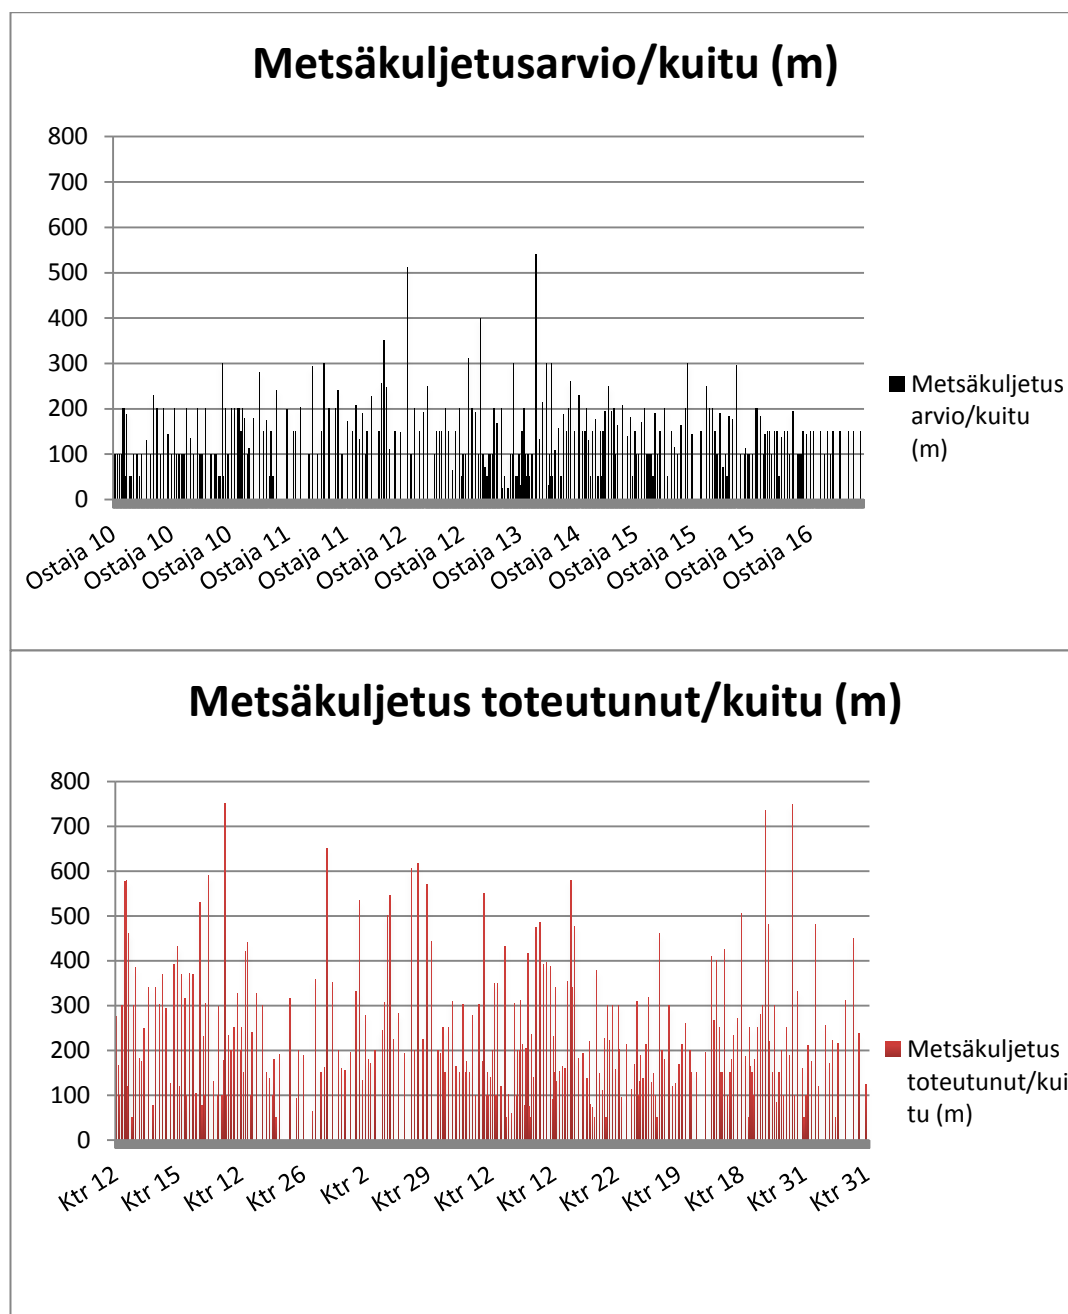 Metsäkuljetusarvio/kuitu (m)
800
700
600
500
400
300
200
100
0
Ostaja 10
Ostaja 10
Ostaja 10
Ostaja 11
Ostaja 11
Ostaja 12
Ostaja 12
Ostaja 13
Ostaja 14
Ostaja 15
Ostaja 15
Ostaja 15
Ostaja 16
Metsäkuljetus
arvio/kuitu
(m)
Metsäkuljetus toteutunut/kuitu (m)
800
700
600
500
400
300
200
100
0
Ktr 12
Ktr 15
Ktr 12
Ktr 26
Ktr 2
Ktr 29
Ktr 12
Ktr 12
Ktr 22
Ktr 19
Ktr 18
Ktr 31
Ktr 31
Metsäkuljetus
toteutunut/kui
tu (m)